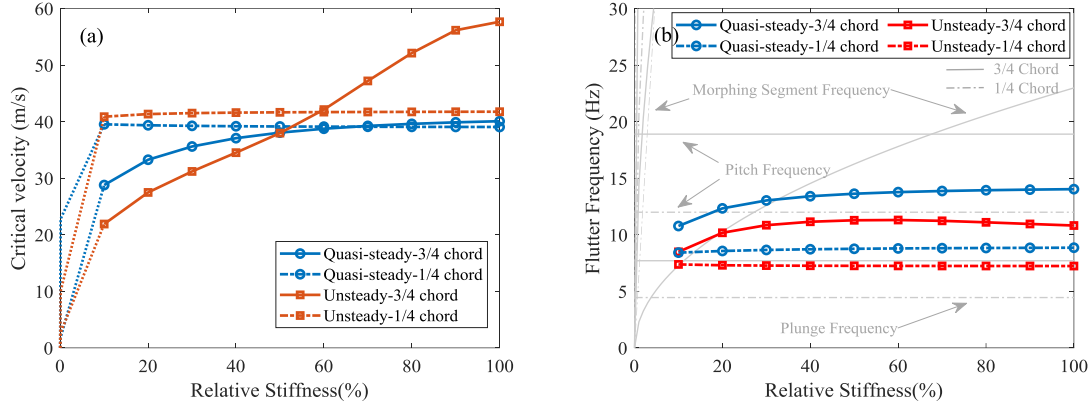 (a)
60
50
40
30
20
10
0
Critical velocity (m/s)
Quasi-steady-3/4 chord
Quasi-steady-1/4 chord
Unsteady-3/4 chord
Unsteady-1/4 chord
0 20 40 60 80 100
Relative Stiffness(%)
(b)
30
25
20
15
10
5
0
Flutter Frequency (Hz)
Quasi-steady-3/4 chord Unsteady-3/4 chord
Quasi-steady-1/4 chord Unsteady-1/4 chord
3/4 Chord
1/4 Chord
Morphing Segment Frequency
Pitch Frequency
Plunge Frequency
0 20 40 60 80 100
Relative Stiffness(%)